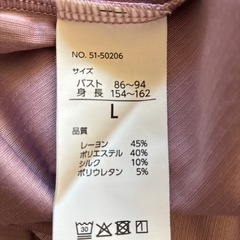 NO. 51-50206
サイズ
バスト 86〜94
身長 154〜162
L
品質
レーヨン 45%
ポリエステル 40%
シルク 10%
ポリウレタン 5%
30